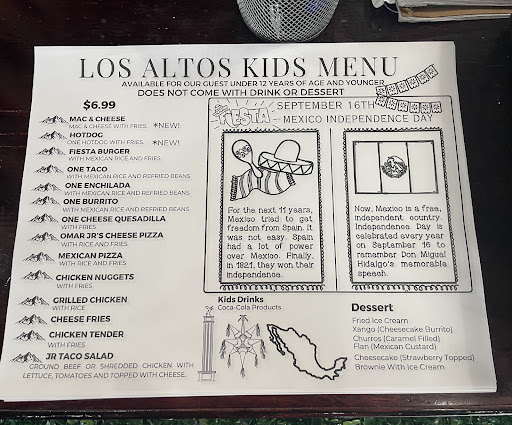 LOS ALTOS KIDS MENU
AVAILABLE FOR OUR GUEST UNDER 12 YEARS OF AGE AND YOUNGER
DOES NOT COME WITH DRINK OR DESSERT
$6.99
MAC & CHEESE
MAC & CHEESE WITH FRIES *NEW!
HOTDOG
ONE HOTDOG WITH FRIES *NEW!
FIESTA BURGER
WITH MEXICAN RICE AND FRIES
ONE TACO
WITH MEXICAN RICE AND REFRIED BEANS
ONE ENCHILADA
WITH MEXICAN RICE AND REFRIED BEANS
ONE BURRITO
WITH MEXICAN RICE AND REFRIED BEANS
ONE CHEESE QUESADILLA
WITH FRIES
OMAR JR'S CHEESE PIZZA
WITH RICE AND FRIES
MEXICAN PIZZA
WITH RICE AND FRIES
CHICKEN NUGGETS
WITH FRIES
GRILLED CHICKEN
WITH RICE
CHEESE FRIES
CHICKEN TENDER
WITH FRIES
JR TACO SALAD
GROUND BEEF OR SHREDDED CHICKEN WITH
LETTUCE, TOMATOES AND TOPPED WITH CHEESE,
FIESTA
SEPTEMBER 16TH
MEXICO INDEPENDENCE DAY
For the next 11 years,
Mexico tried to get
freedom from Spain. It
was not easy. Spain
had a lot of power
over Mexico. Finally,
in 1821, they won their
independence.
Now, Mexico is a free,
independent country.
Independence Day is
celebrated every year
on September 16 to
remember Don Miguel
Hidalgo's memorable
speech.
Kids Drinks
Coca-Cola Products
Dessert
Fried Ice Cream
Xango (Cheesecake Burrito)
Churros (Caramel Filled)
Flan (Mexican Custard)
Cheesecake (Strawberry Topped)
Brownie With Ice Cream